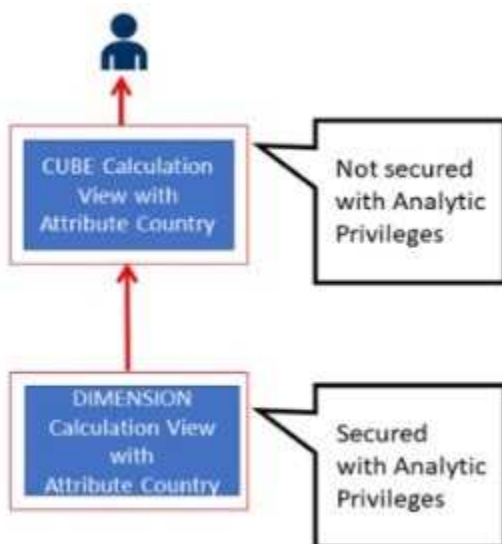 CUBE Calculation
View with
Attribute Country
Not secured
with Analytic
Privileges
DIMENSION
Calculation View
with
Attribute Country
Secured
with Analytic
Privileges